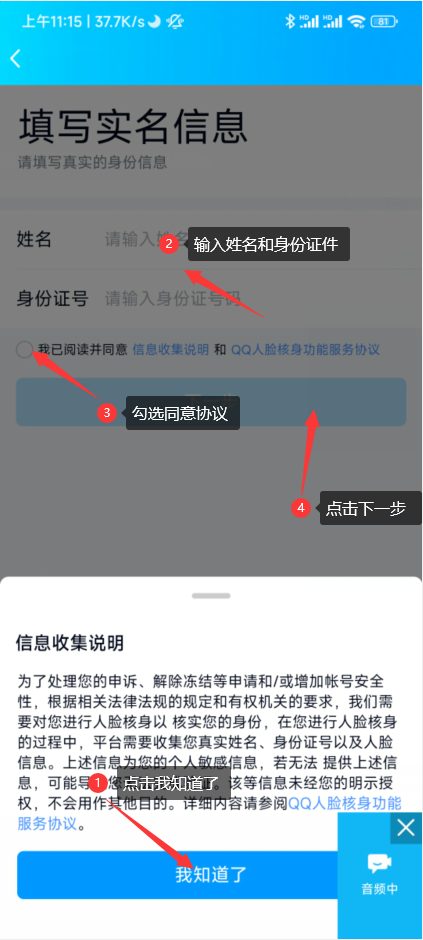 上午11:15 | 37.7K/s
HD HD 81
填写实名信息
请填写真实的身份信息
姓名 请输入姓名
2 输入姓名和身份证件
身份证号 请输入身份证号码
我已阅读并同意 信息收集说明 和 QQ人脸核身功能服务协议
3 勾选同意协议
4 点击下一步
信息收集说明
为了处理您的申诉、解除冻结等申请和/或增加帐号安全
性，根据相关法律法规的规定和有权机关的要求，我们需
要对您进行人脸核身以 核实您的身份，在您进行人脸核身
的过程中，平台需要收集您真实姓名、身份证号以及人脸
信息。上述信息为您的个人敏感信息，若无法 提供上述信
息，可能导 证。该等信息未经您的明示授
1 点击我知道了
权，不会用作其他目的。详细内容请参阅QQ人脸核身功能
服务协议。
音频中
我知道了